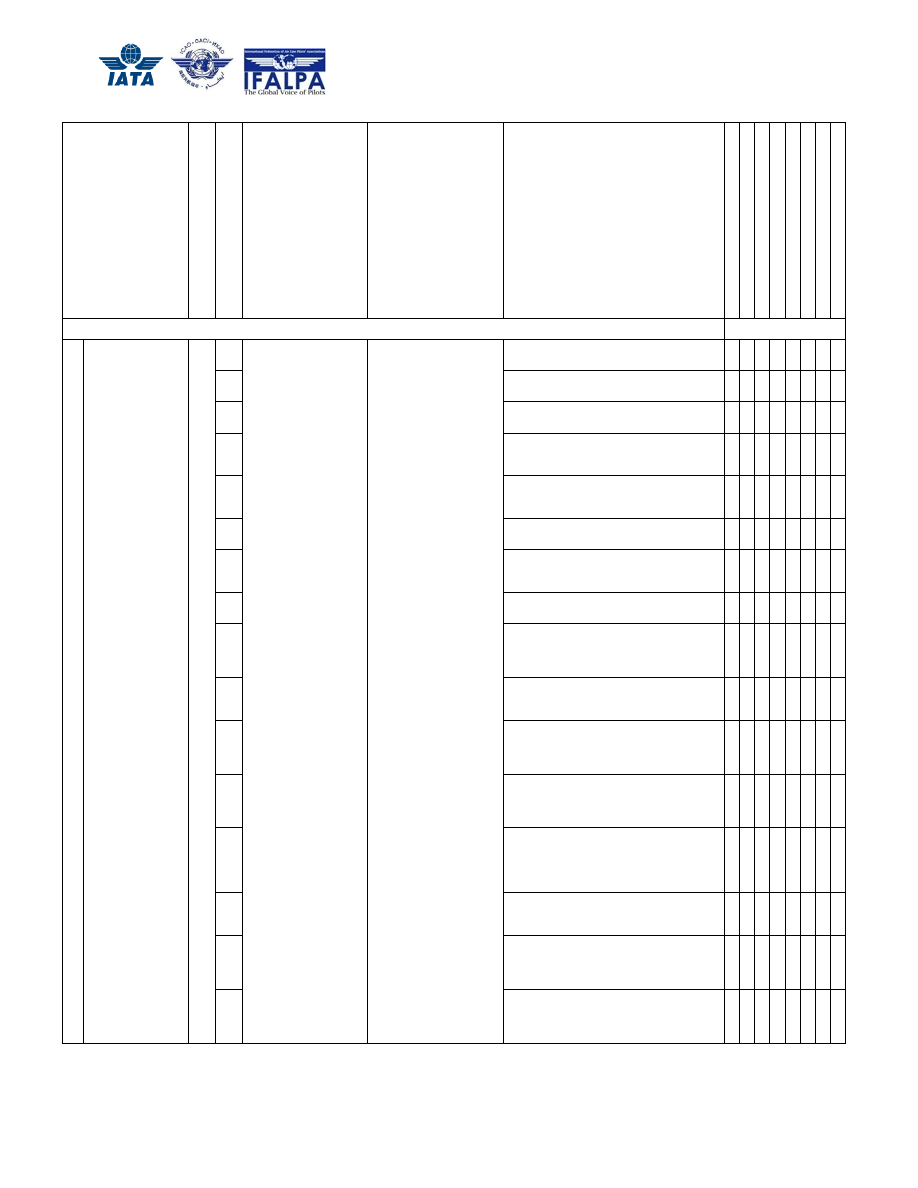 IATA
ICAO • OACI • ИКАО
International Federation of Air Line Pilots' Associations
IFALPA
The Global Voice of Pilots